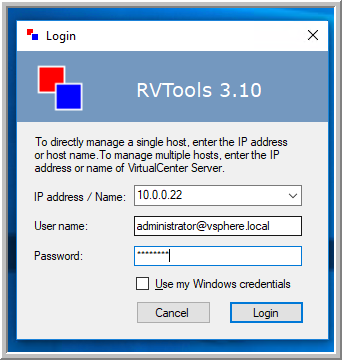 Login
RVTools 3.10
To directly manage a single host, enter the IP address
or host name.To manage multiple hosts, enter the IP
address or name of VirtualCenter Server.
IP address / Name: 10.0.0.22
User name: administrator@vsphere.local
Password: ********
Use my Windows credentials
Cancel Login